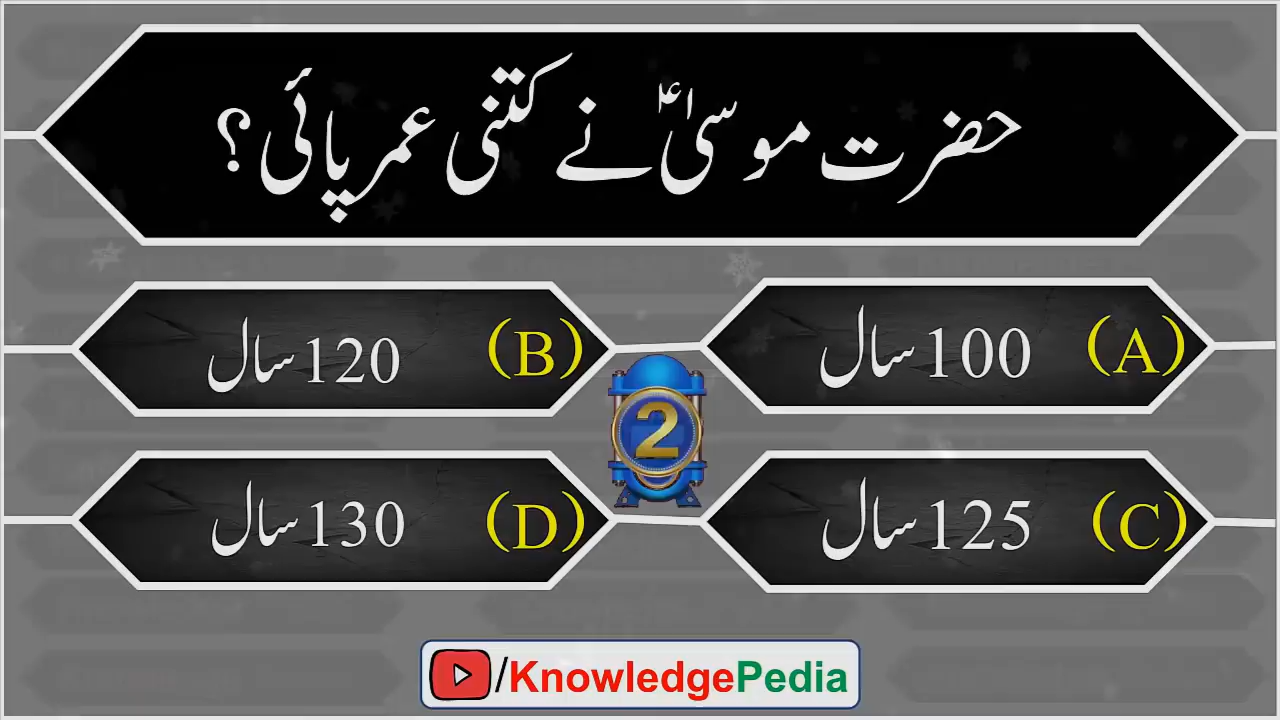 حضرت موسیٰؑ نے کتنی عمر پائی؟
(A) 100 سال
(B) 120 سال
(C) 125 سال
(D) 130 سال
2
/KnowledgePedia